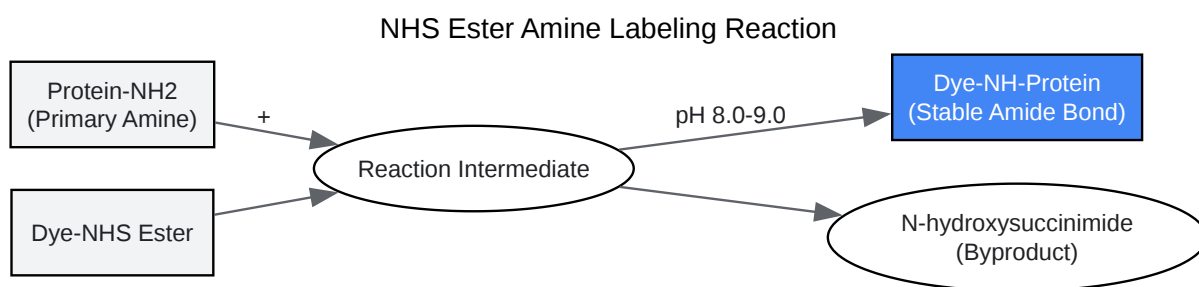 NHS Ester Amine Labeling Reaction
Protein-NH2
(Primary Amine)
+
Dye-NHS Ester
Reaction Intermediate
pH 8.0-9.0
Dye-NH-Protein
(Stable Amide Bond)
N-hydroxysuccinimide
(Byproduct)